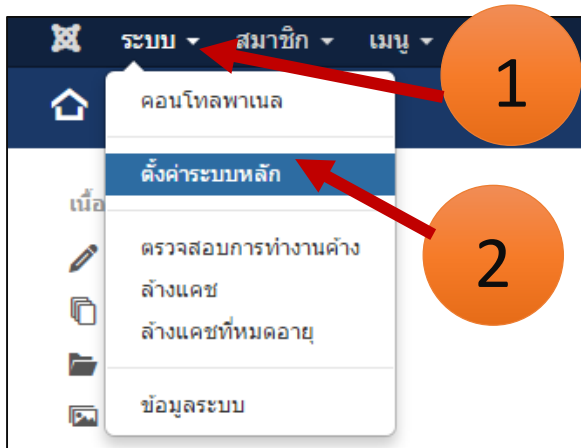 ระบบ สมาชิก เมนู
1
คอนโทลพาเนล
ตั้งค่าระบบหลัก
เนื้อ
2
ตรวจสอบการทำงานค้าง
ล้างแคช
ล้างแคชที่หมดอายุ
ข้อมูลระบบ